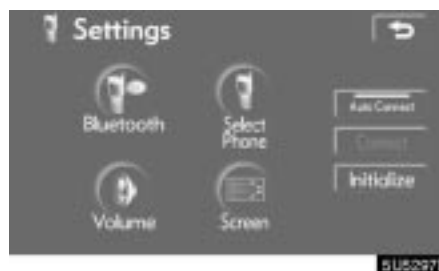 Settings
Bluetooth
Select
Phone
Auto Connect
Connect
Initialize
Volume
Screen
5U5297